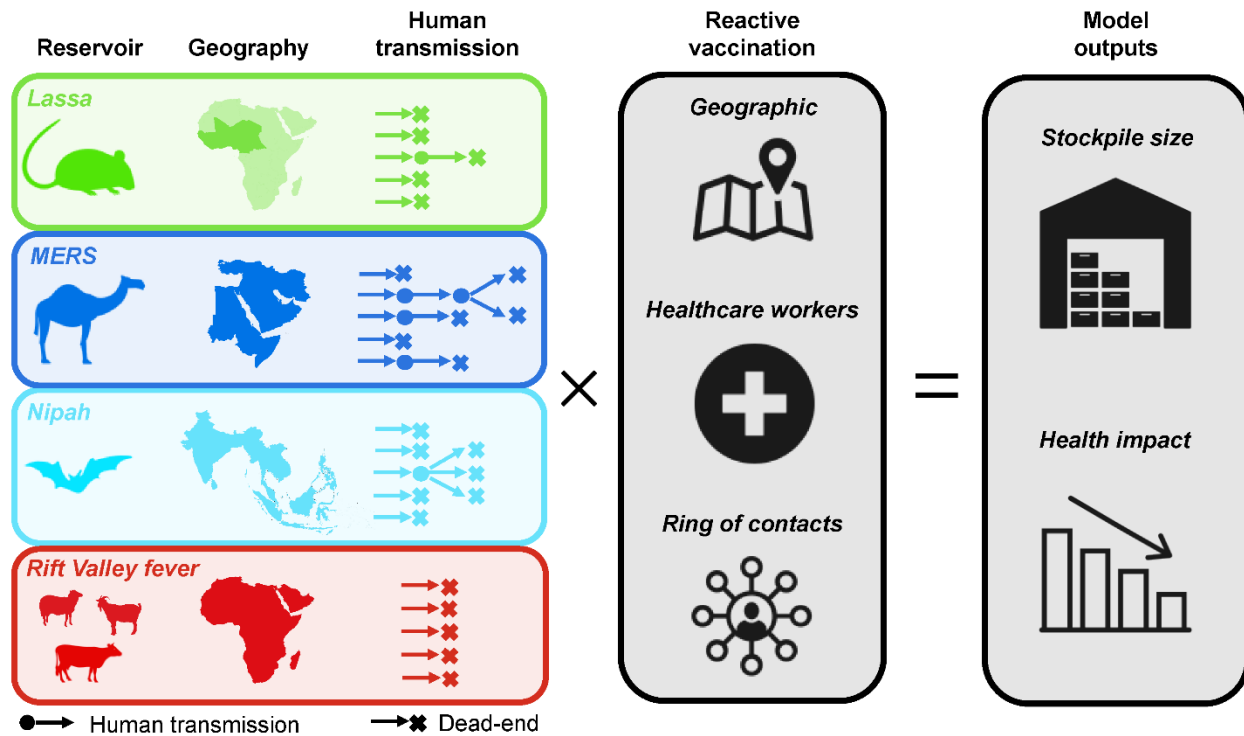 Reservoir
Geography
Human
transmission
Reactive
vaccination
Model
outputs
Lassa
MERS
Nipah
Rift Valley fever
Human transmission
Dead-end
Geographic
Healthcare workers
Ring of contacts
Stockpile size
Health impact